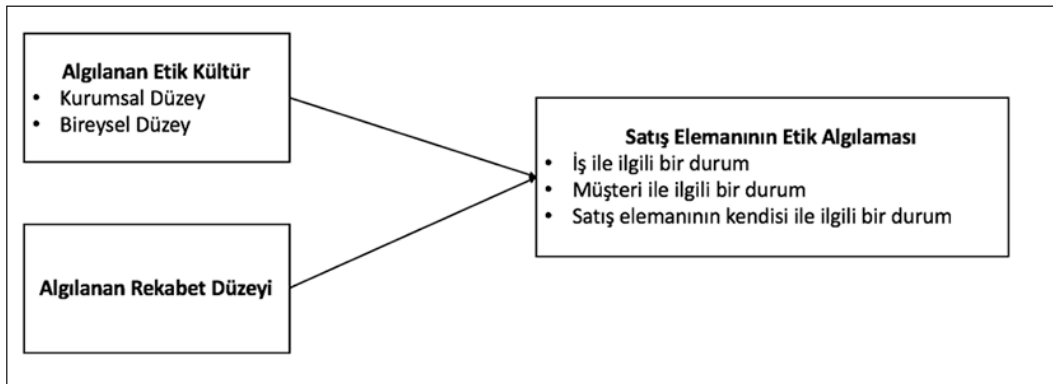 Algılanan Etik Kültür
• Kurumsal Düzey
• Bireysel Düzey
Algılanan Rekabet Düzeyi
Satış Elemanının Etik Algılaması
• İş ile ilgili bir durum
• Müşteri ile ilgili bir durum
• Satış elemanının kendisi ile ilgili bir durum